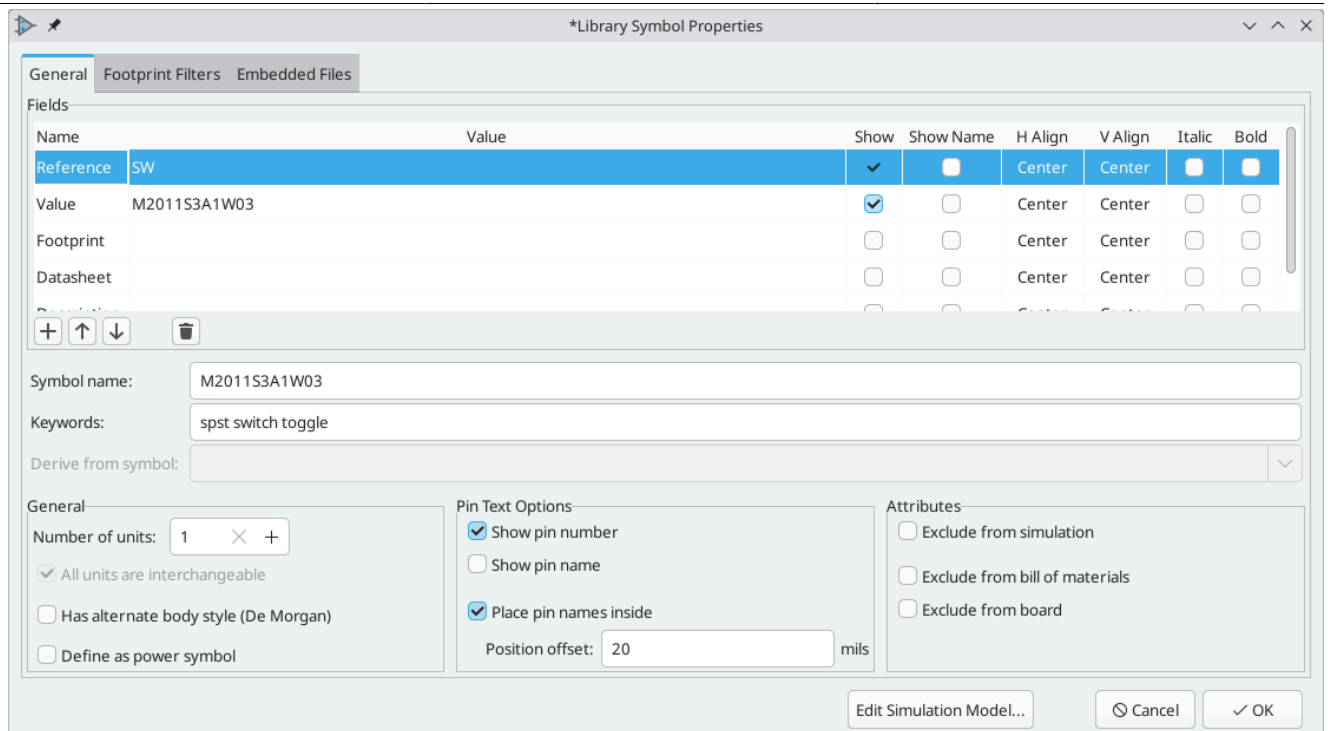 *Library Symbol Properties
General Footprint Filters Embedded Files
Fields
Name Value Show Show Name H Align V Align Italic Bold
Reference SW Center Center
Value M2011S3A1W03 Center Center
Footprint Center Center
Datasheet Center Center
Symbol name: M2011S3A1W03
Keywords: spst switch toggle
Derive from symbol:
General Pin Text Options Attributes
Number of units: 1 Show pin number Exclude from simulation
All units are interchangeable Show pin name Exclude from bill of materials
Has alternate body style (De Morgan) Place pin names inside Exclude from board
Define as power symbol Position offset: 20 mils
Edit Simulation Model... Cancel OK